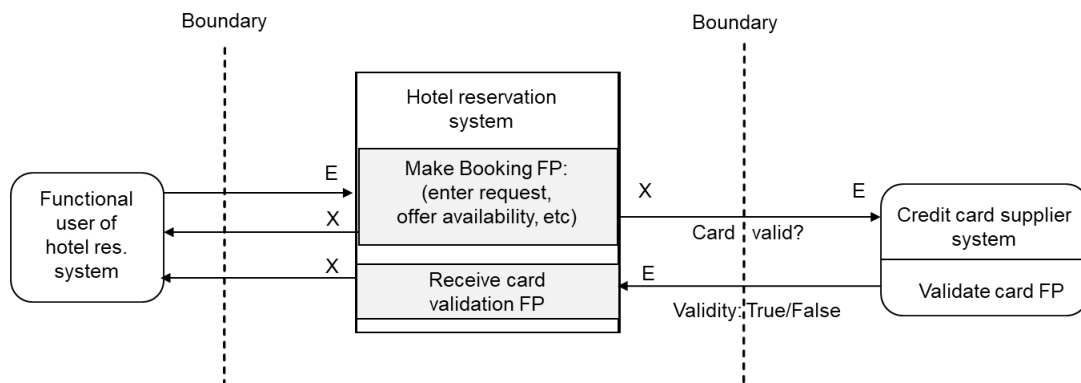 Boundary
Boundary
Hotel reservation
system
Functional
user of
hotel res.
system
E
X
X
Make Booking FP:
(enter request,
offer availability, etc)
Receive card
validation FP
X
E
Card valid?
E
Validity: True/False
Credit card supplier
system
Validate card FP